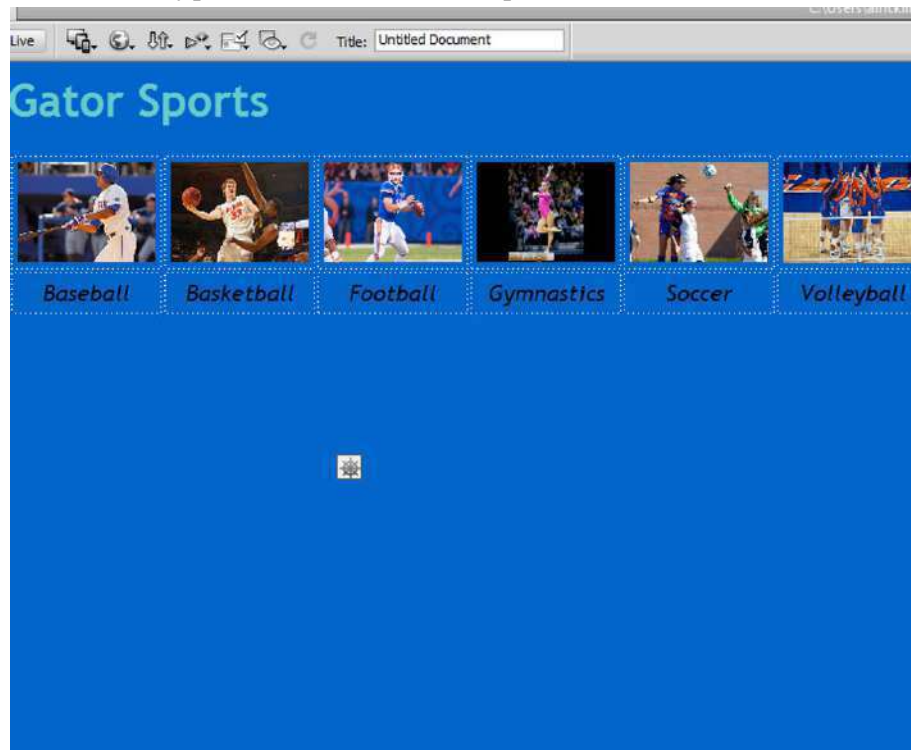 Live Title: Untitled Document
Gator Sports
Baseball Basketball Football Gymnastics Soccer Volleyball